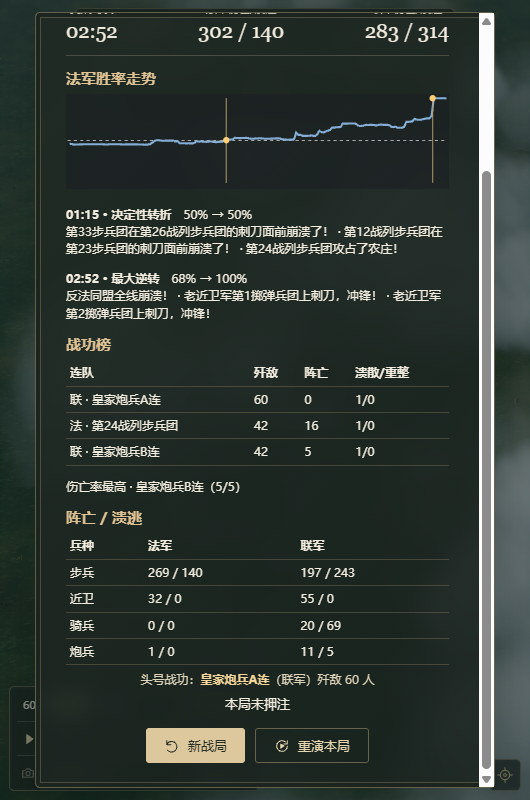 02:52 302 / 140 283 / 314
法军胜率走势
01:15 • 决定性转折 50% → 50%
第33步兵团在第26战列步兵团的刺刀面前崩溃了！ · 第12战列步兵团在
第23步兵团的刺刀面前崩溃了！ · 第24战列步兵团攻占了农庄！
02:52 • 最大逆转 68% → 100%
反法同盟全线崩溃！ · 老近卫军第1掷弹兵团上刺刀，冲锋！ · 老近卫军
第2掷弹兵团上刺刀，冲锋！
战功榜
连队 歼敌 阵亡 溃散/重整
联 · 皇家炮兵A连 60 0 1/0
法 · 第24战列步兵团 42 16 1/0
联 · 皇家炮兵B连 42 5 1/0
伤亡率最高 · 皇家炮兵B连（5/5）
阵亡 / 溃逃
兵种 法军 联军
步兵 269 / 140 197 / 243
近卫 32 / 0 55 / 0
骑兵 0 / 0 20 / 69
炮兵 1 / 0 11 / 5
头号战功：皇家炮兵A连（联军）歼敌 60 人
本局未押注
60
新战局 重演本局